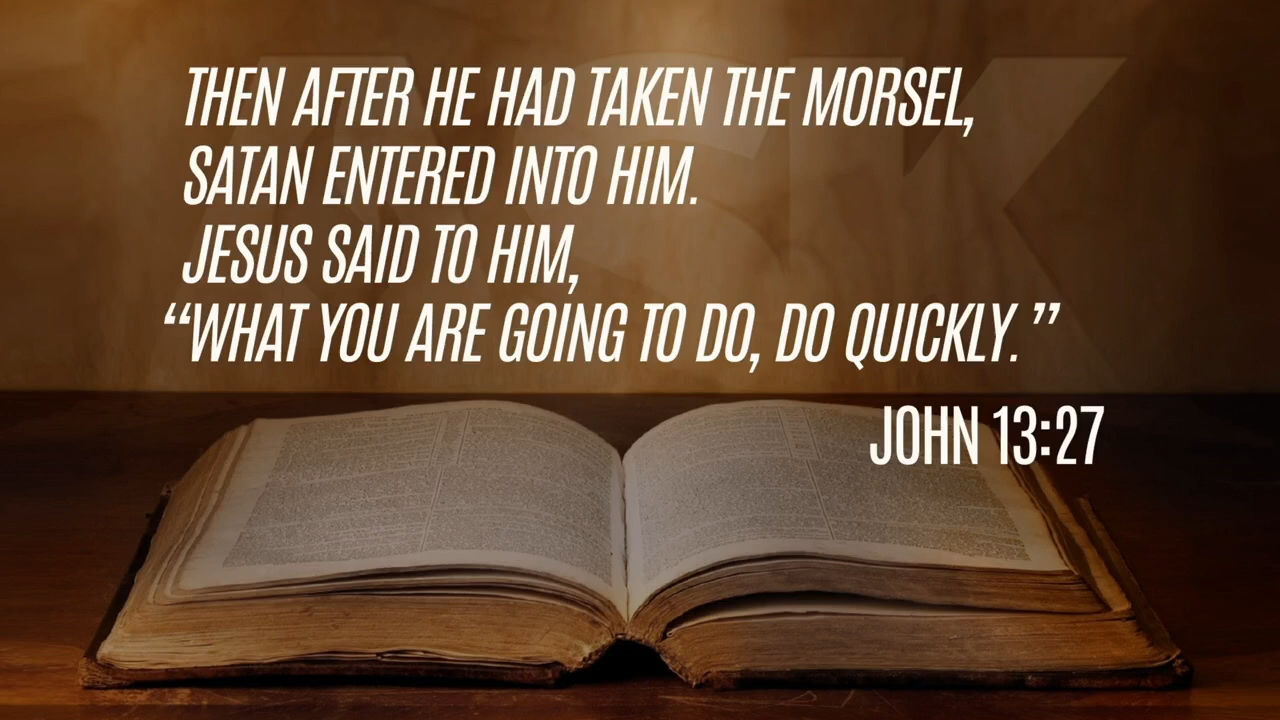 THEN AFTER HE HAD TAKEN THE MORSEL,
SATAN ENTERED INTO HIM.
JESUS SAID TO HIM,
“WHAT YOU ARE GOING TO DO, DO QUICKLY.”
JOHN 13:27
ASK